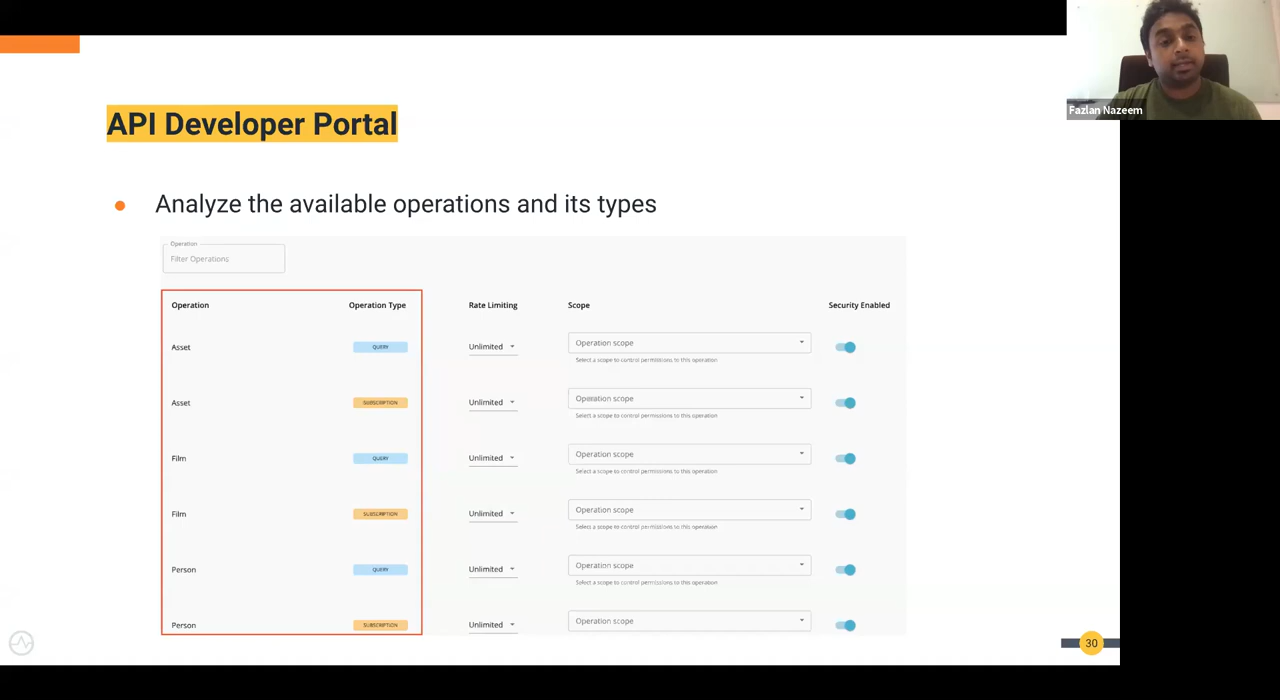 Fazlan Nazeem
API Developer Portal
Analyze the available operations and its types
Operation
Filter Operations
Operation Operation Type Rate Limiting Scope Security Enabled
Asset QUERY Unlimited Operation scope
Select a scope to control permissions to this operation
Asset SUBSCRIPTION Unlimited Operation scope
Select a scope to control permissions to this operation
Film QUERY Unlimited Operation scope
Select a scope to control permissions to this operation
Film SUBSCRIPTION Unlimited Operation scope
Select a scope to control permissions to this operation
Person QUERY Unlimited Operation scope
Select a scope to control permissions to this operation
Person SUBSCRIPTION Unlimited Operation scope
30